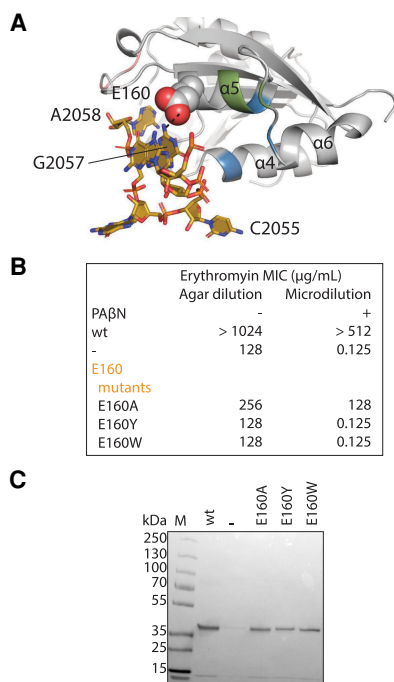 A
E160
A2058
G2057
C2055
α5
α4
α6
B
Erythromyin MIC (µg/mL)
Agar dilution Microdilution
PAβN - +
wt > 1024 > 512
- 128 0.125
E160
mutants
E160A 256 128
E160Y 128 0.125
E160W 128 0.125
C
kDa M wt - E160A E160Y E160W
250
130
100
70
55
35
25
15